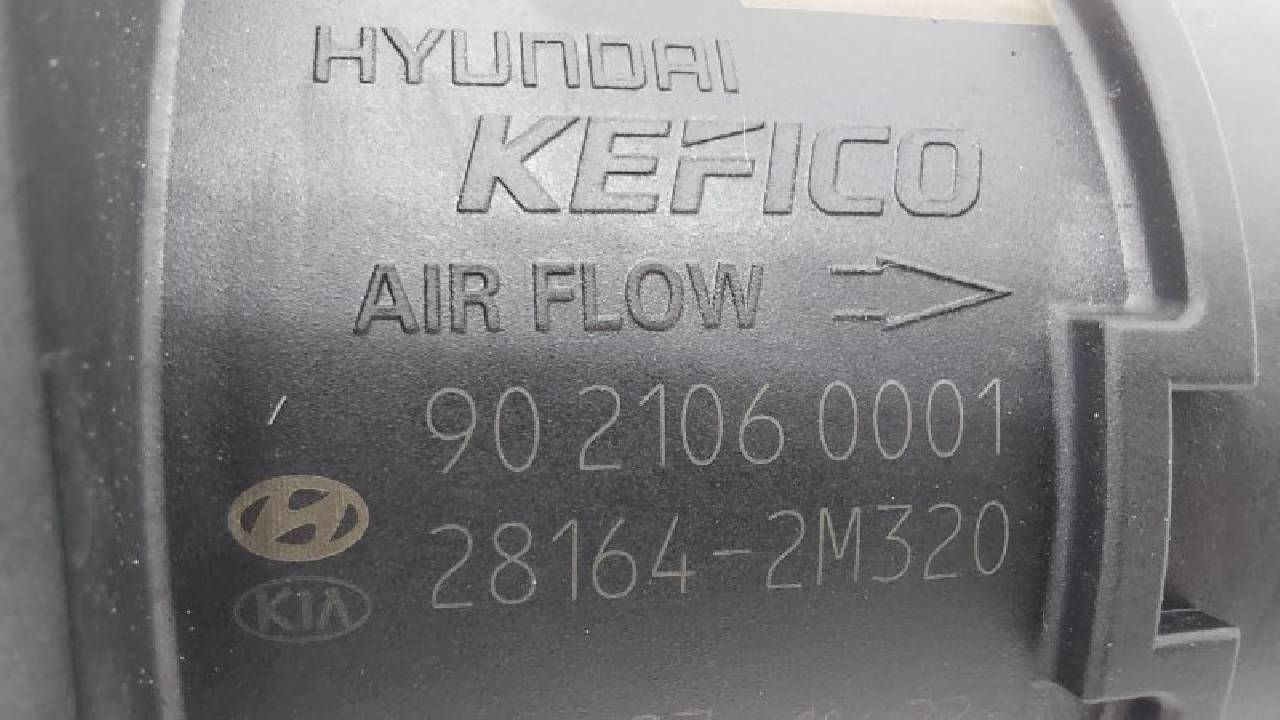 HYUNDAI
KEFICO
AIR FLOW
90 2106 0001
28164-2M320
KIA